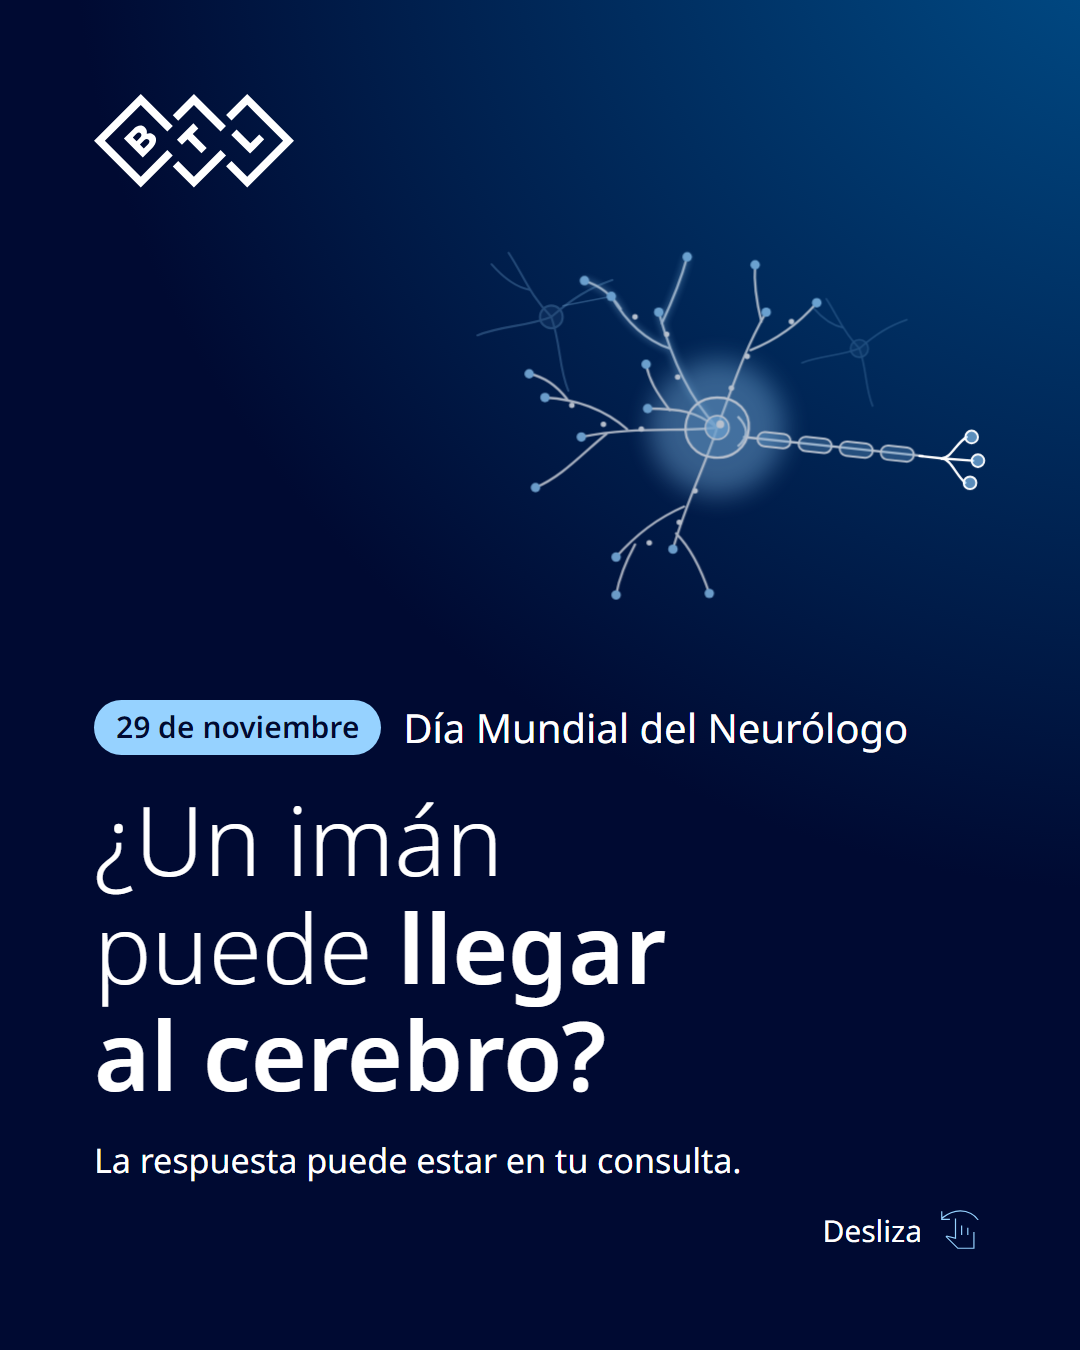 BTL
29 de noviembre Día Mundial del Neurólogo
¿Un imán
puede llegar
al cerebro?
La respuesta puede estar en tu consulta.
Desliza